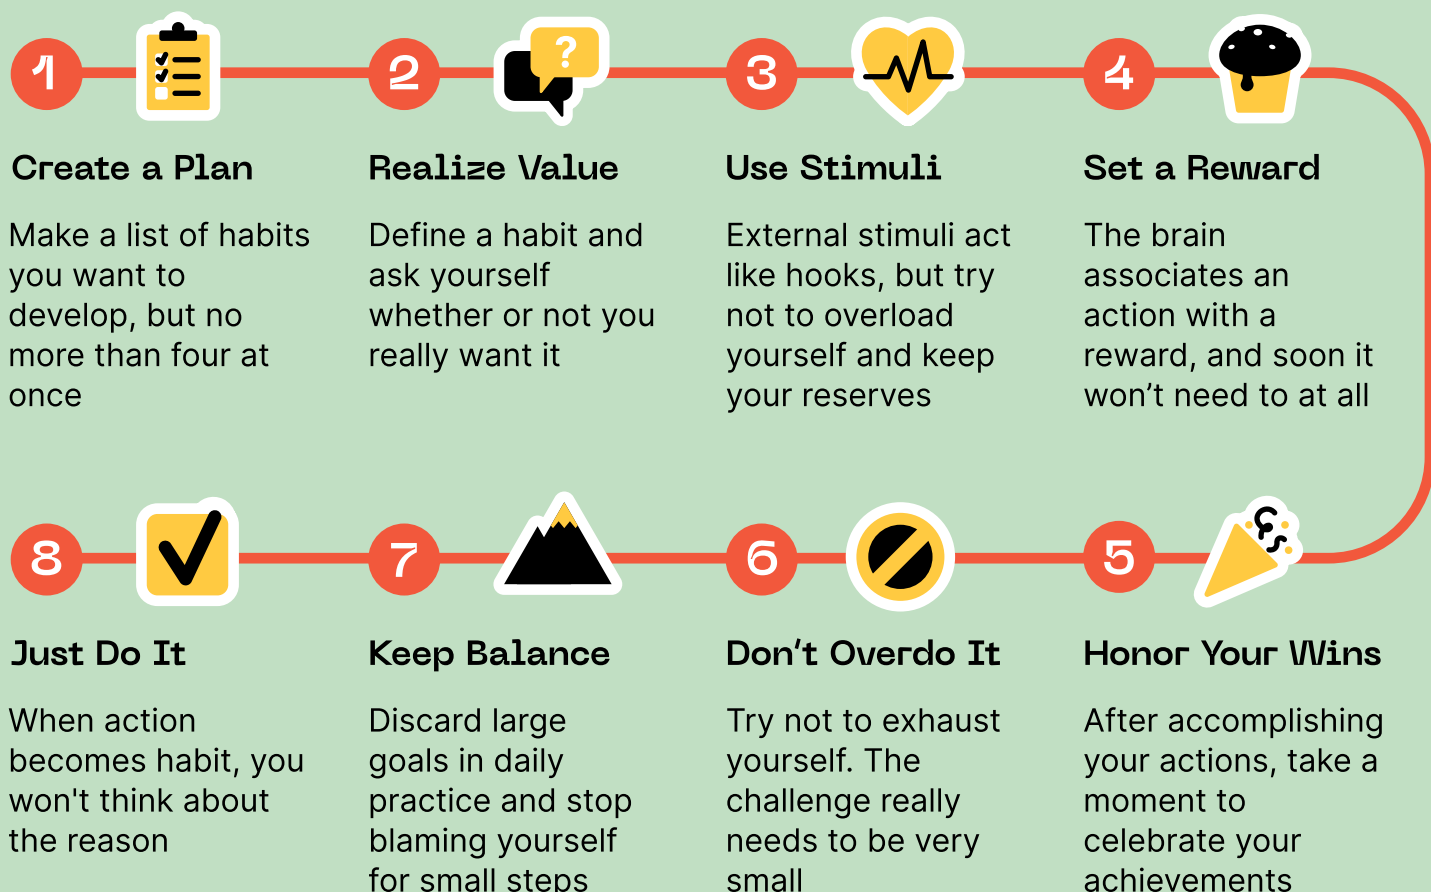 1
Create a Plan
Make a list of habits
you want to
develop, but no
more than four at
once
2
?
Realize Value
Define a habit and
ask yourself
whether or not you
really want it
3
Use Stimuli
External stimuli act
like hooks, but try
not to overload
yourself and keep
your reserves
4
Set a Reward
The brain
associates an
action with a
reward, and soon it
won’t need to at all
5
Honor Your Wins
After accomplishing
your actions, take a
moment to
celebrate your
achievements
6
Don’t Overdo It
Try not to exhaust
yourself. The
challenge really
needs to be very
small
7
Keep Balance
Discard large
goals in daily
practice and stop
blaming yourself
for small steps
8
Just Do It
When action
becomes habit, you
won't think about
the reason